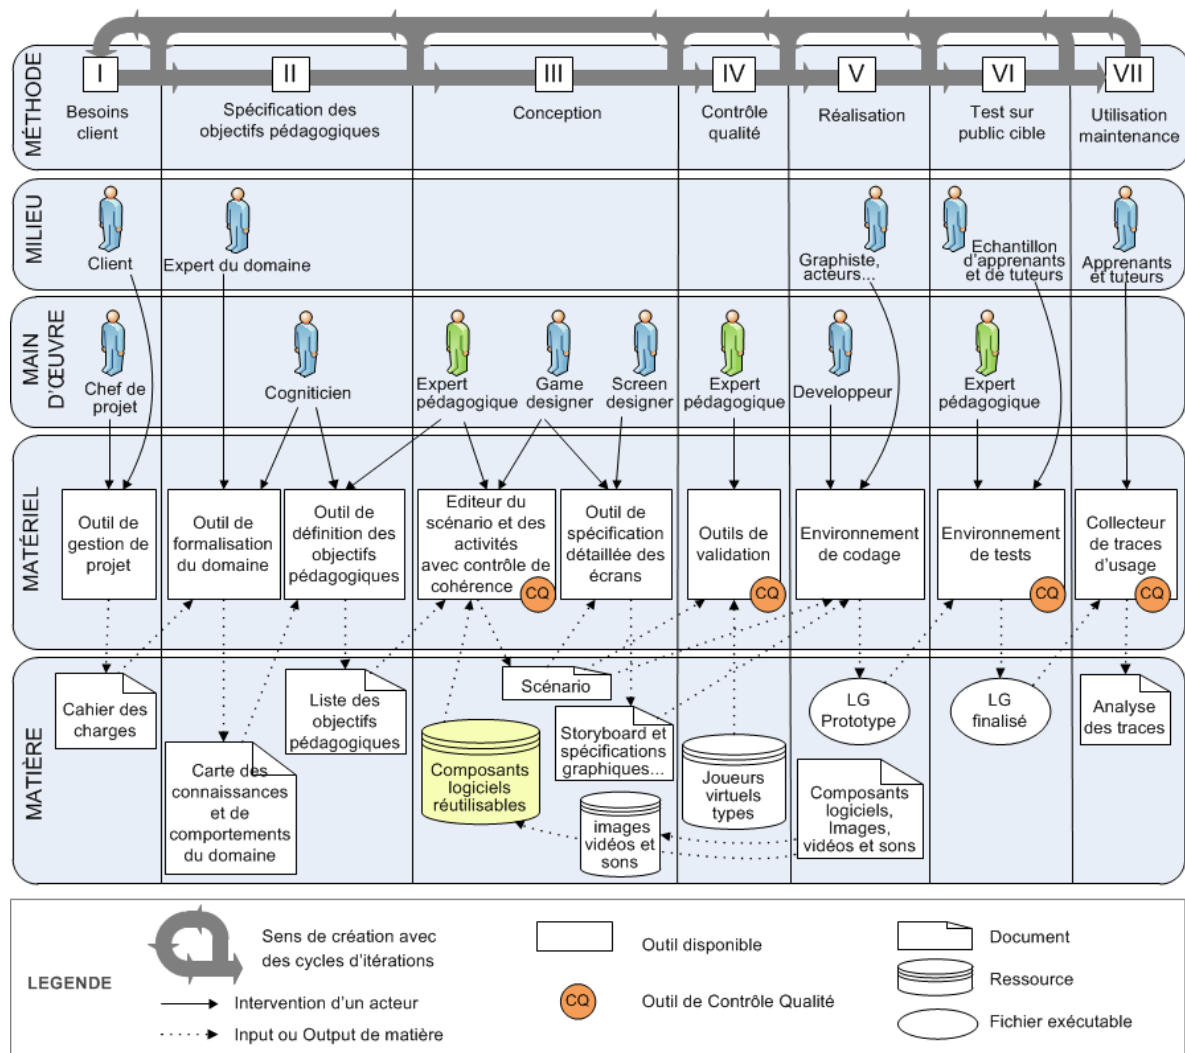 MÉTHODE
I
II
III
IV
V
VI
VII
Besoins
client
Spécification des
objectifs pédagogiques
Conception
Contrôle
qualité
Réalisation
Test sur
public cible
Utilisation
maintenance
MILIEU
Client
Expert du domaine
Graphiste,
acteurs...
Echantillon
d'apprenants
et de tuteurs
Apprenants
et tuteurs
MAIN
D'ŒUVRE
Chef de
projet
Cogniticien
Expert
pédagogique
Game
designer
Screen
designer
Expert
pédagogique
Developpeur
Expert
pédagogique
MATÉRIEL
Outil de
gestion de
projet
Outil de
formalisation
du domaine
Outil de
définition des
objectifs
pédagogiques
Editeur du
scénario et des
activités
avec contrôle de
cohérence
CQ
Outil de
spécification
détaillée des
écrans
Outils de
validation
CQ
Environnement
de codage
Environnement
de tests
CQ
Collecteur
de traces
d'usage
CQ
MATIÈRE
Cahier des
charges
Carte des
connaissances
et de
comportements
du domaine
Liste des
objectifs
pédagogiques
Composants
logiciels
réutilisables
Scénario
Storyboard et
spécifications
graphiques...
images
vidéos et
sons
Joueurs
virtuels
types
LG
Prototype
Composants
logiciels,
Images,
vidéos et sons
LG
finalisé
Analyse
des traces
LEGENDE
Sens de création avec
des cycles d'itérations
Intervention d'un acteur
Input ou Output de matière
Outil disponible
CQ
Outil de Contrôle Qualité
Document
Ressource
Fichier exécutable